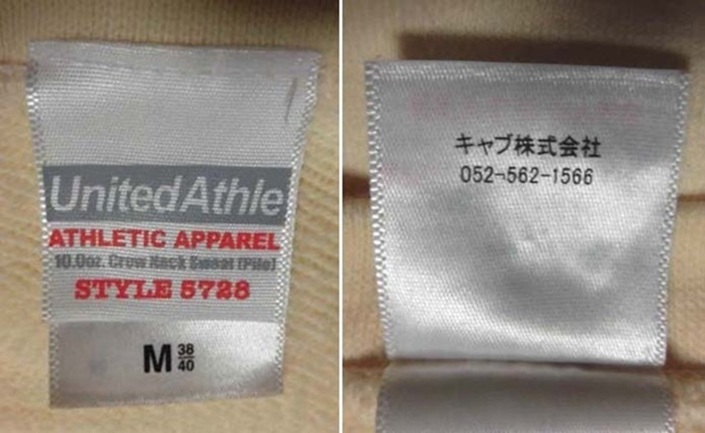 UnitedAthle
ATHLETIC APPAREL
10.0oz. Crew Neck Sweat (Pile)
STYLE 5728
M 38/40
キャブ株式会社
052-562-1566